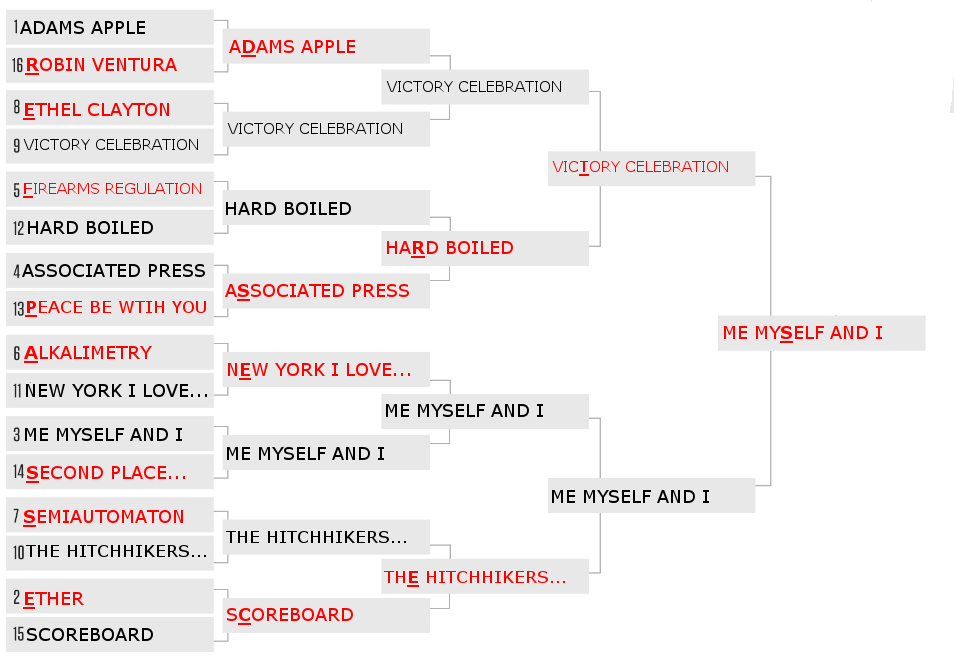 1 ADAMS APPLE
16 ROBIN VENTURA
8 ETHEL CLAYTON
9 VICTORY CELEBRATION
5 FIREARMS REGULATION
12 HARD BOILED
4 ASSOCIATED PRESS
13 PEACE BE WTIH YOU
6 ALKALIMETRY
11 NEW YORK I LOVE...
3 ME MYSELF AND I
14 SECOND PLACE...
7 SEMIAUTOMATON
10 THE HITCHHIKERS...
2 ETHER
15 SCOREBOARD
ADAMS APPLE
VICTORY CELEBRATION
HARD BOILED
ASSOCIATED PRESS
NEW YORK I LOVE...
ME MYSELF AND I
THE HITCHHIKERS...
SCOREBOARD
VICTORY CELEBRATION
HARD BOILED
ME MYSELF AND I
THE HITCHHIKERS...
VICTORY CELEBRATION
ME MYSELF AND I
ME MYSELF AND I